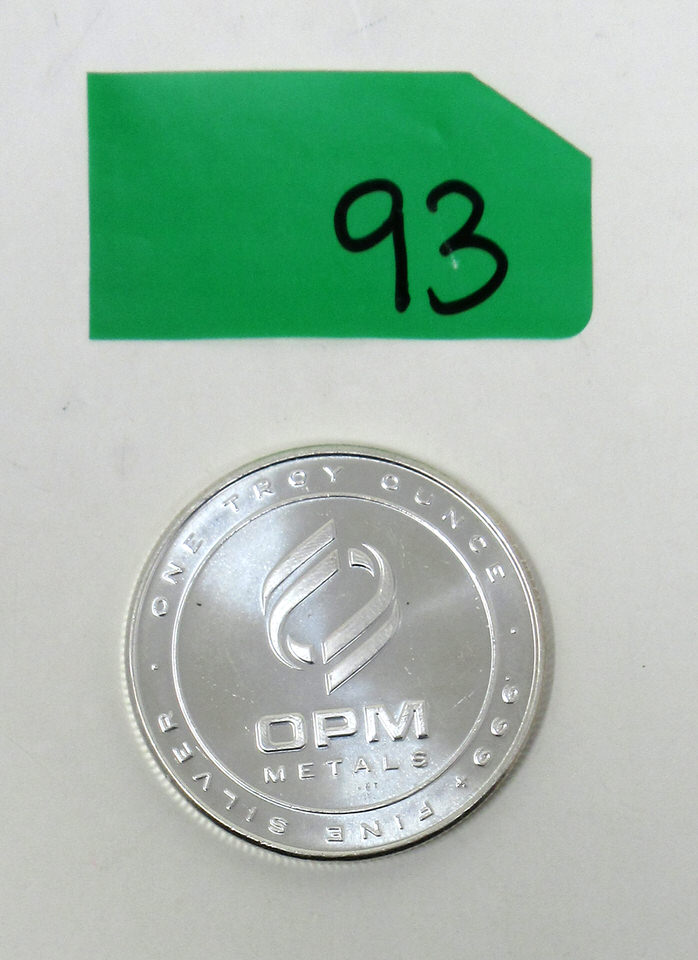 93
ONE TROY OUNCE · .999+ FINE SILVER ·
OPM
METALS